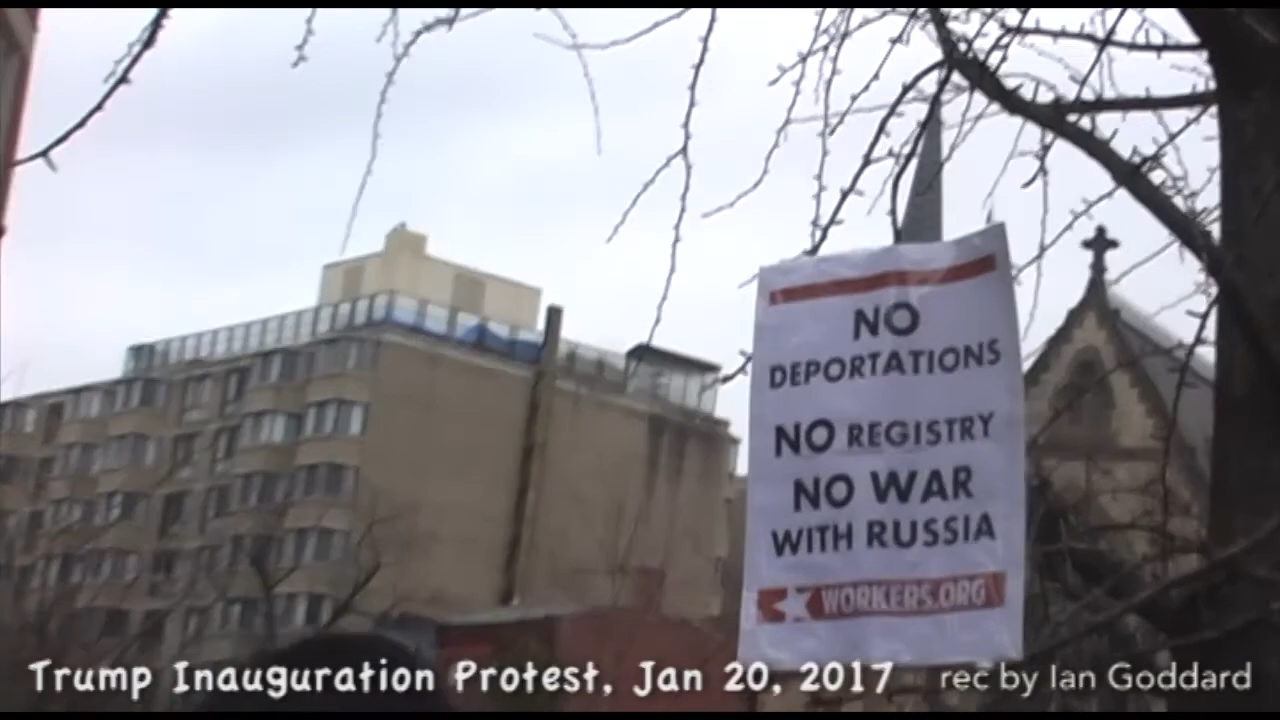 NO
DEPORTATIONS
NO REGISTRY
NO WAR
WITH RUSSIA
WORKERS.ORG
Trump Inauguration Protest, Jan 20, 2017
rec by Ian Goddard